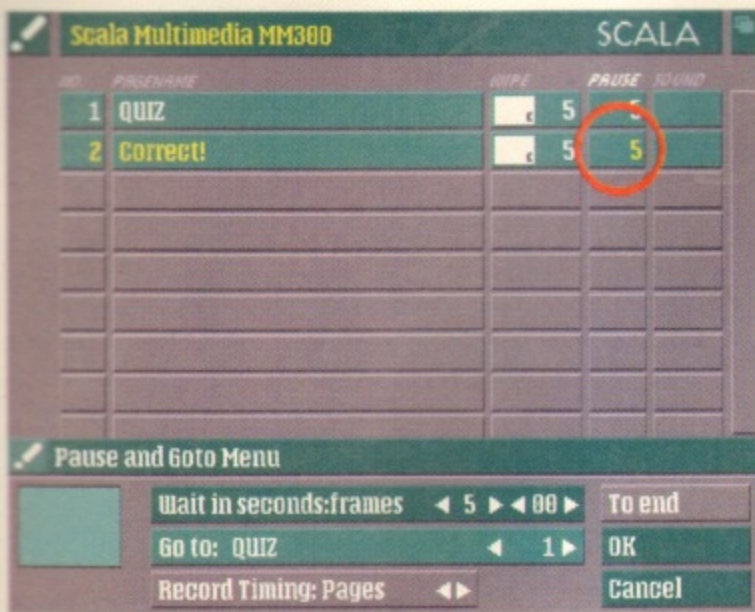 Scala Multimedia MM300 SCALA
NO. PAGENAME WIPE PAUSE SOUND
1 QUIZ c 5 5
2 Correct! c 5 5
Pause and Goto Menu
Wait in seconds:frames 5 00 To end
Go to: QUIZ 1 OK
Record Timing: Pages Cancel